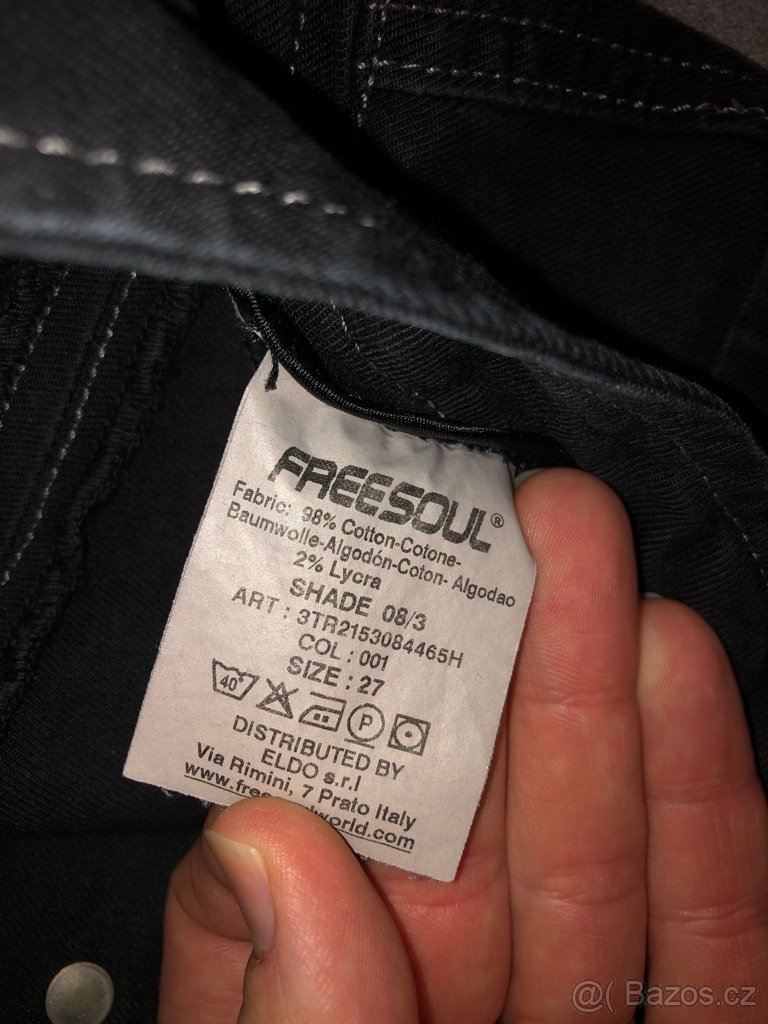 FREESOUL®
Fabric: 98% Cotton-Cotone-
Baumwolle-Algodón-Coton- Algodao
2% Lycra
SHADE 08/3
ART : 3TR2153084465H
COL : 001
SIZE : 27
40°
P
DISTRIBUTED BY
ELDO s.r.l
Via Rimini, 7 Prato Italy
@( Bazos.cz